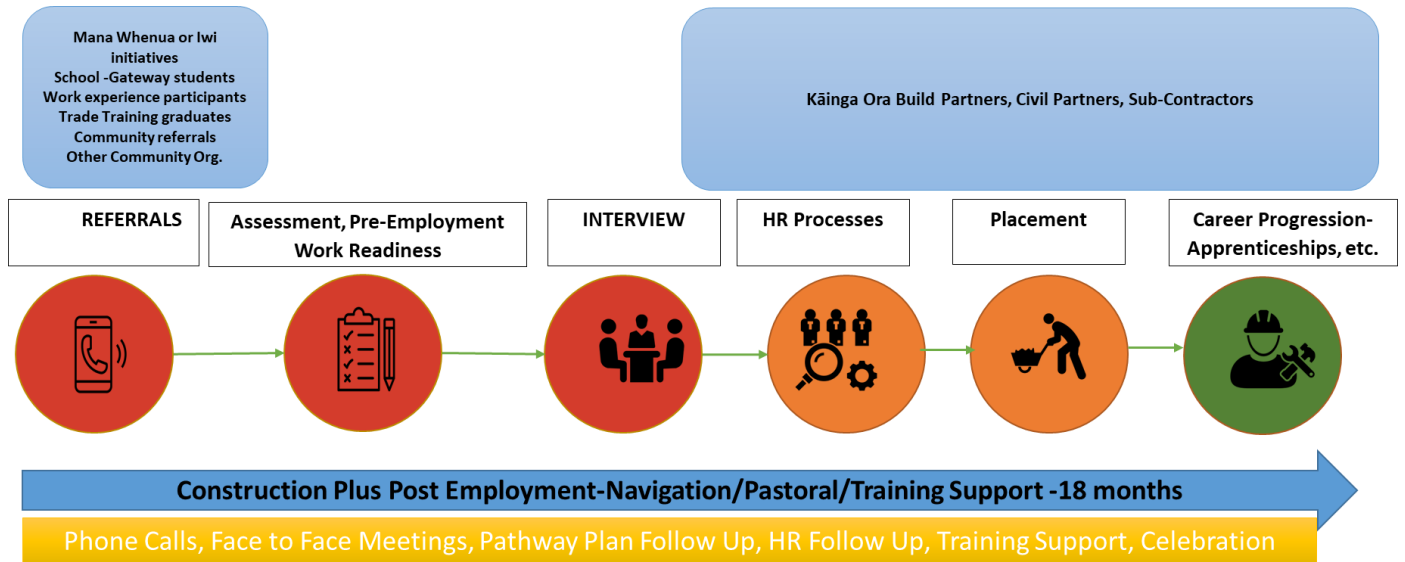 Mana Whenua or Iwi
initiatives
School -Gateway students
Work experience participants
Trade Training graduates
Community referrals
Other Community Org.
Kāinga Ora Build Partners, Civil Partners, Sub-Contractors
REFERRALS
Assessment, Pre-Employment
Work Readiness
INTERVIEW
HR Processes
Placement
Career Progression-
Apprenticeships, etc.
Construction Plus Post Employment-Navigation/Pastoral/Training Support -18 months
Phone Calls, Face to Face Meetings, Pathway Plan Follow Up, HR Follow Up, Training Support, Celebration